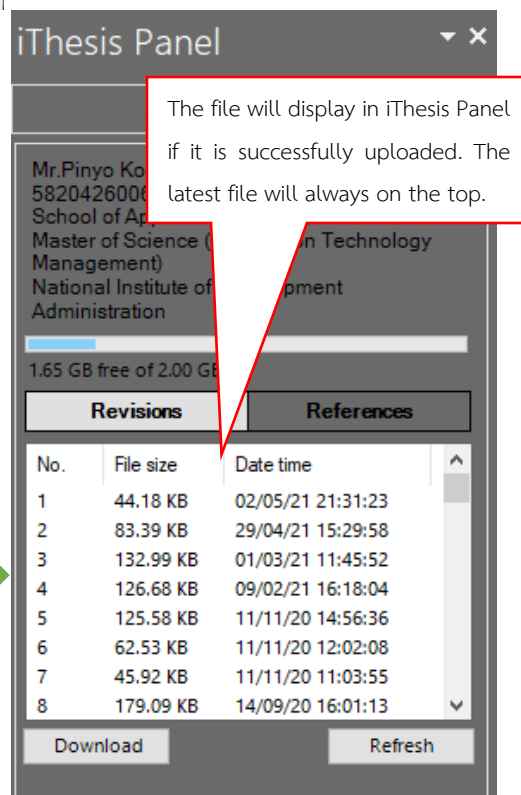 iThesis Panel
The file will display in iThesis Panel
if it is successfully uploaded. The
latest file will always on the top.
Mr.Pinyo Ko
5820426006
School of Ap
Master of Science ( n Technology
Management)
National Institute of pment
Administration
1.65 GB free of 2.00 G
Revisions References
No. File size Date time
1 44.18 KB 02/05/21 21:31:23
2 83.39 KB 29/04/21 15:29:58
3 132.99 KB 01/03/21 11:45:52
4 126.68 KB 09/02/21 16:18:04
5 125.58 KB 11/11/20 14:56:36
6 62.53 KB 11/11/20 12:02:08
7 45.92 KB 11/11/20 11:03:55
8 179.09 KB 14/09/20 16:01:13
Download Refresh